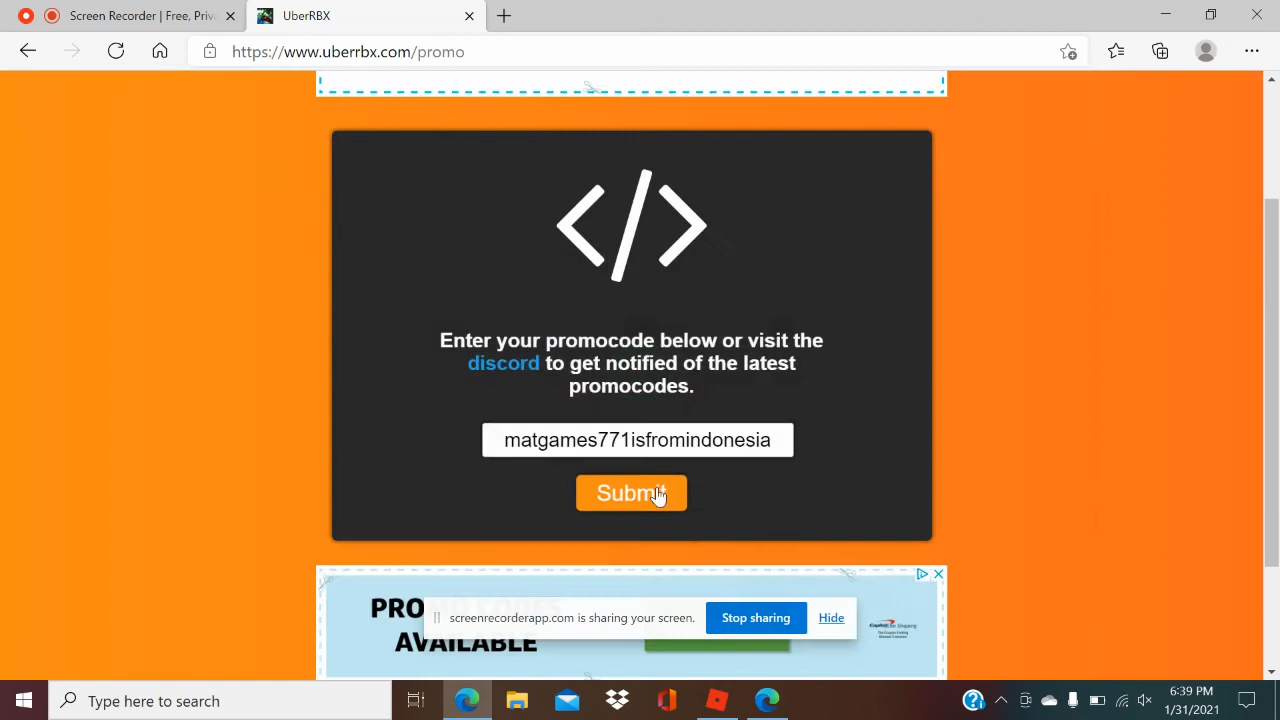 Screen Recorder | Free, Priv
UberRBX
https://www.uberrbx.com/promo
</>
Enter your promocode below or visit the
discord to get notified of the latest
promocodes.
matgames771isfromindonesia
Submit
AVAILABLE
screenrecorderapp.com is sharing your screen.
Stop sharing
Hide
Type here to search
6:39 PM
1/31/2021